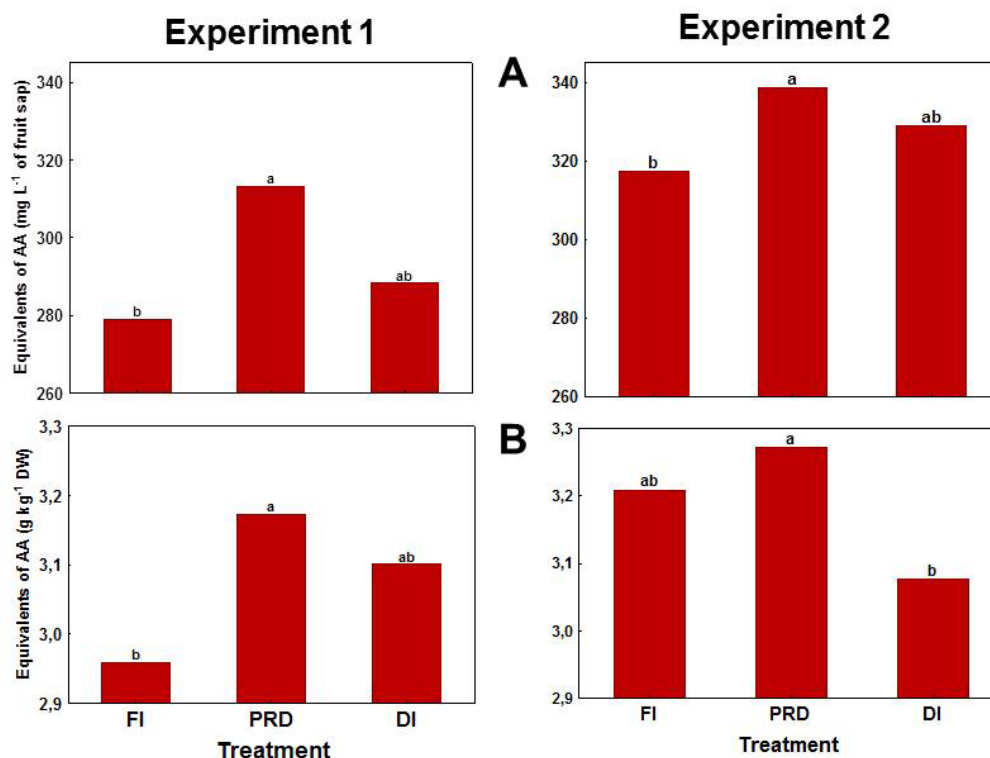 Experiment 1
Experiment 2
A
Equivalents of AA (mg L⁻¹ of fruit sap)
340
320
300
280
260
b
a
ab
340
320
300
280
260
b
a
ab
B
Equivalents of AA (g kg⁻¹ DW)
3,3
3,2
3,1
3,0
2,9
b
a
ab
FI PRD DI
Treatment
3,3
3,2
3,1
3,0
2,9
ab
a
b
FI PRD DI
Treatment